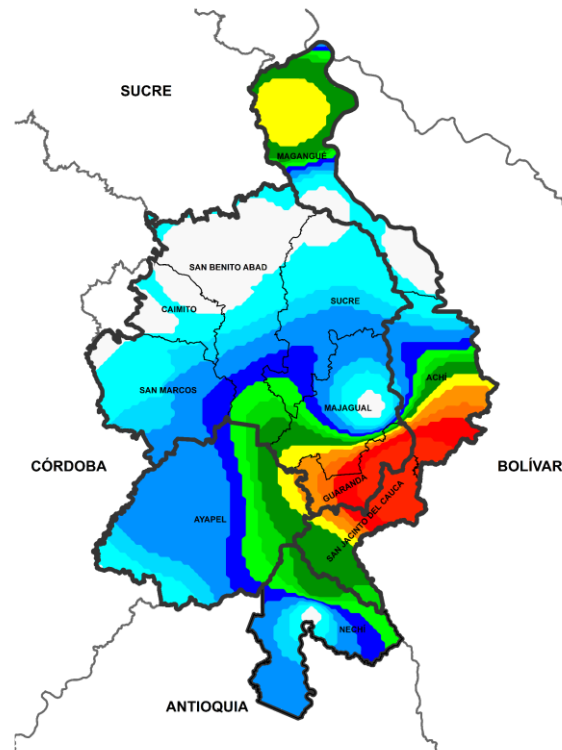 SUCRE
MAGANGUÉ
SAN BENITO ABAD
CAIMITO
SUCRE
SAN MARCOS
ACHÍ
MAJAGUAL
CÓRDOBA
BOLÍVAR
GUARANDA
AYAPEL
SAN JACINTO DEL CAUCA
NECHÍ
ANTIOQUIA